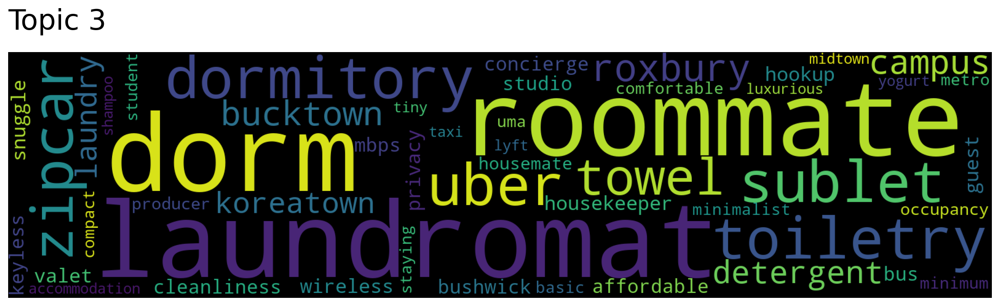 Topic 3
snuggle
zipcar
laundry
shampoo
student
dormitory
concierge
roxbury
midtown
campus
studio
hookup
yogurt
metro
comfortable
luxurious
bucktown
tiny
roommate
dorm
uma
taxi
mbps
lyft
privacy
housemate
guest
uber
towel
sublet
compact
producer
koreatown
housekeeper
minimalist
occupancy
keyless
laundromat
staying
toiletry
valet
detergent
bus
accommodation
cleanliness
wireless
bushwick
basic
affordable
minimum